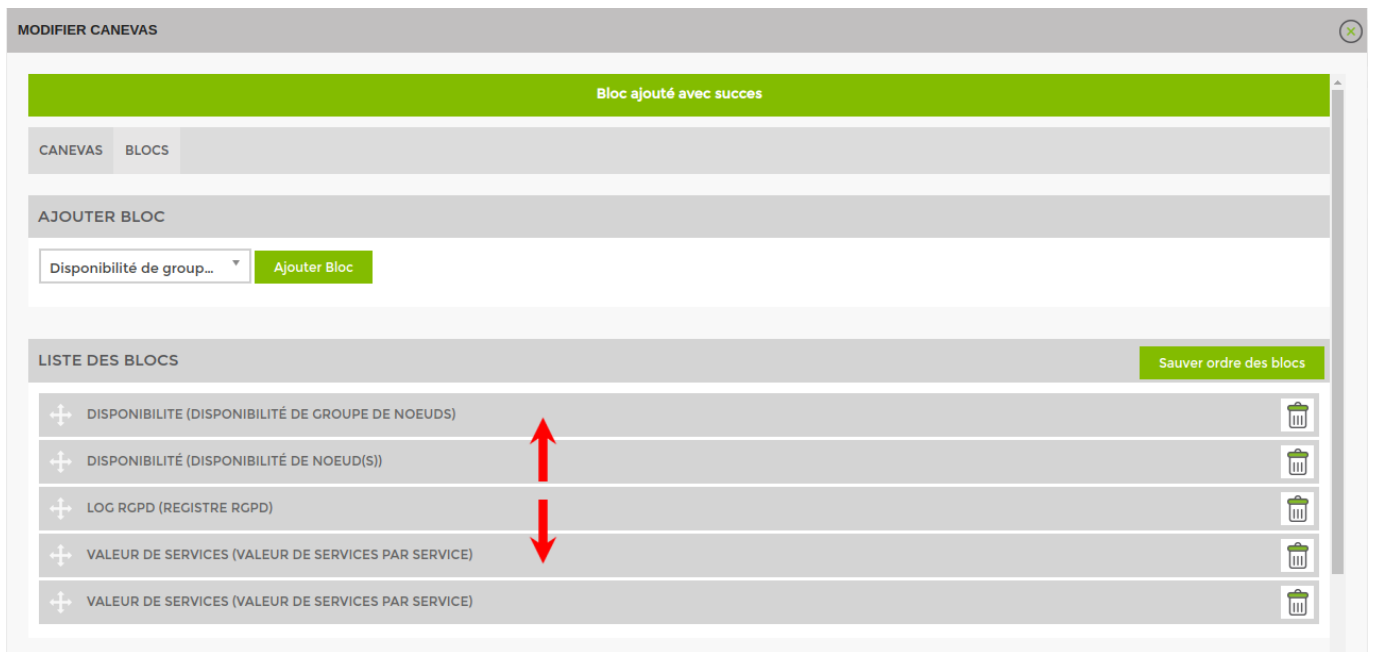 MODIFIER CANEVAS
Bloc ajouté avec succes
CANEVAS BLOCS
AJOUTER BLOC
Disponibilité de group... Ajouter Bloc
LISTE DES BLOCS Sauver ordre des blocs
DISPONIBILITE (DISPONIBILITÉ DE GROUPE DE NOEUDS)
DISPONIBILITÉ (DISPONIBILITÉ DE NOEUD(S))
LOG RGPD (REGISTRE RGPD)
VALEUR DE SERVICES (VALEUR DE SERVICES PAR SERVICE)
VALEUR DE SERVICES (VALEUR DE SERVICES PAR SERVICE)